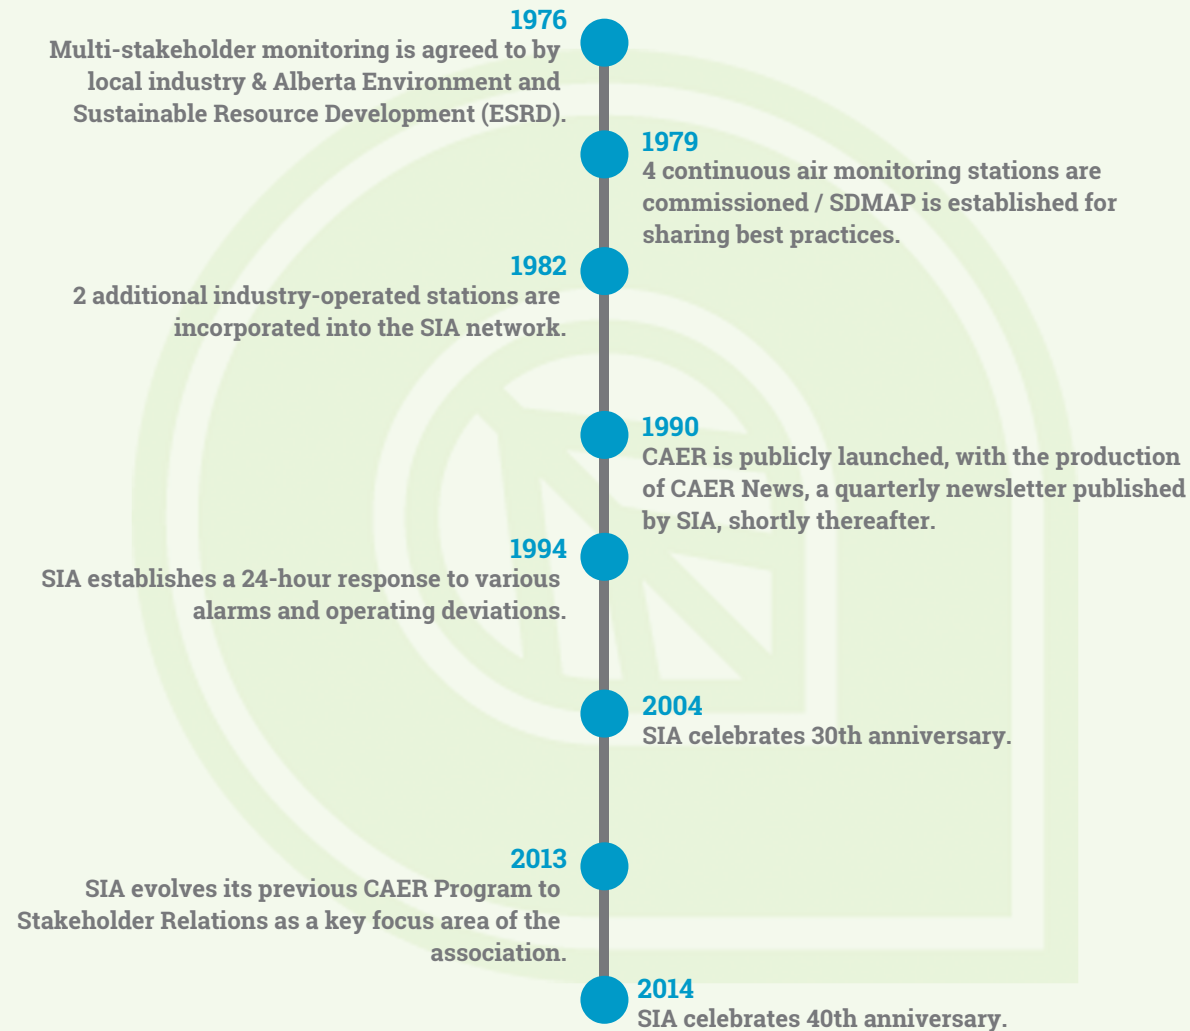 1976
Multi-stakeholder monitoring is agreed to by
local industry & Alberta Environment and
Sustainable Resource Development (ESRD).
1979
4 continuous air monitoring stations are
commissioned / SDMAP is established for
sharing best practices.
1982
2 additional industry-operated stations are
incorporated into the SIA network.
1990
CAER is publicly launched, with the production
of CAER News, a quarterly newsletter published
by SIA, shortly thereafter.
1994
SIA establishes a 24-hour response to various
alarms and operating deviations.
2004
SIA celebrates 30th anniversary.
2013
SIA evolves its previous CAER Program to
Stakeholder Relations as a key focus area of the
association.
2014
SIA celebrates 40th anniversary.